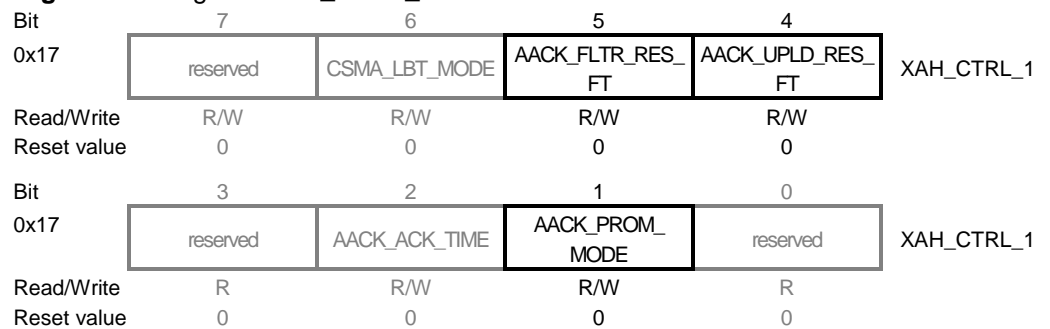 Bit 7 6 5 4
0x17 reserved CSMA_LBT_MODE AACK_FLTR_RES_ AACK_UPLD_RES_ XAH_CTRL_1
FT FT
Read/Write R/W R/W R/W R/W
Reset value 0 0 0 0
Bit 3 2 1 0
0x17 reserved AACK_ACK_TIME AACK_PROM_ reserved XAH_CTRL_1
MODE
Read/Write R R/W R/W R
Reset value 0 0 0 0